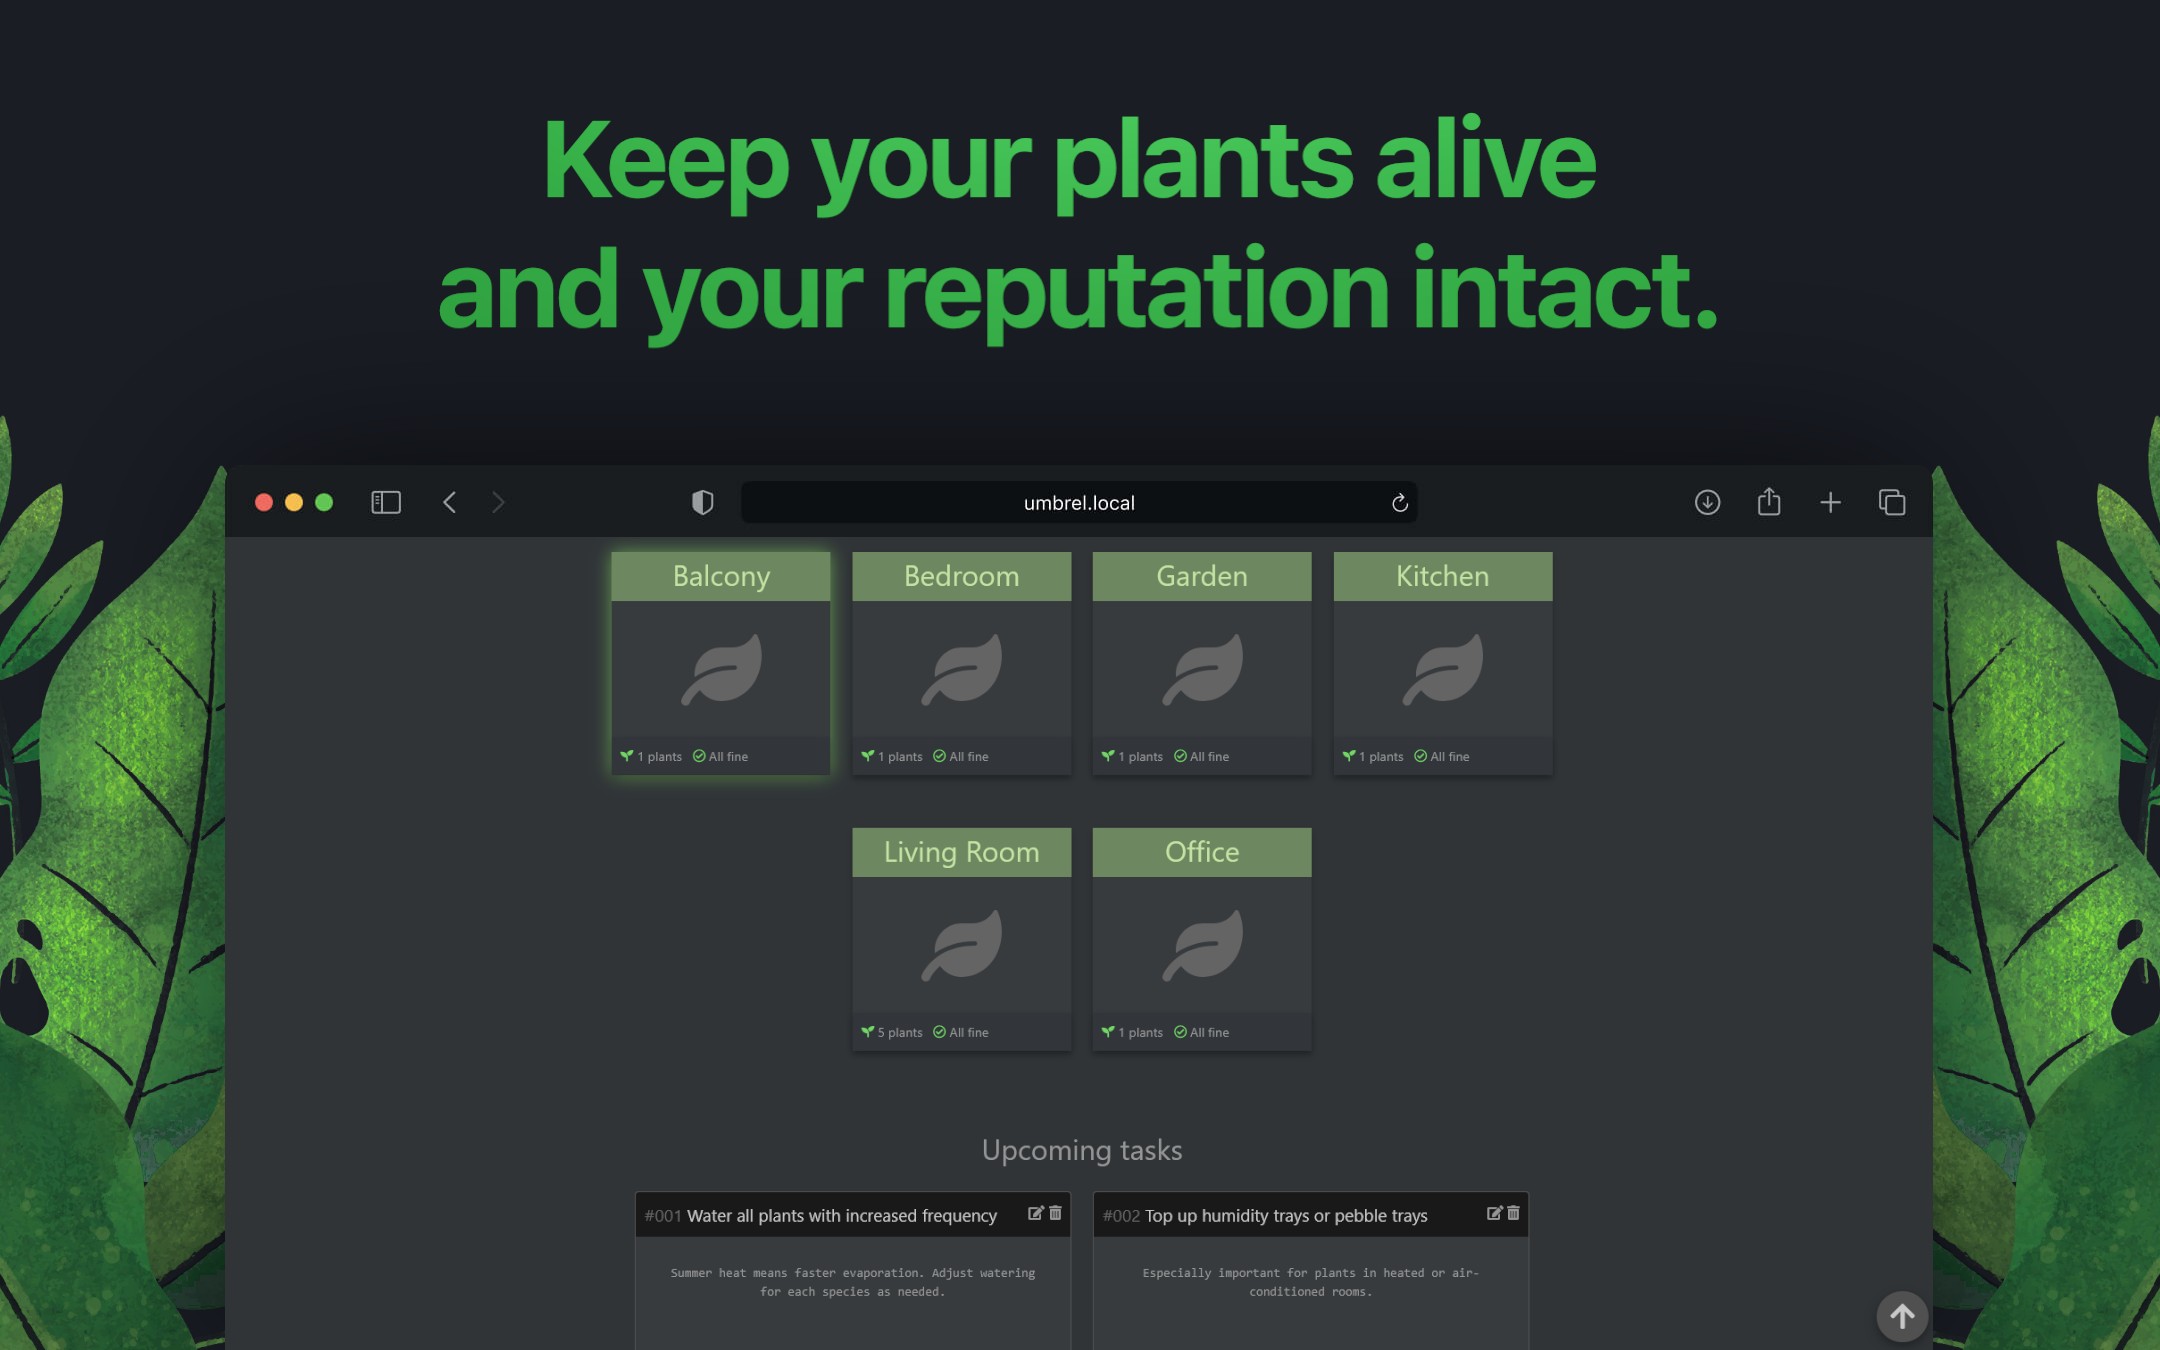 Keep your plants alive
and your reputation intact.
umbrel.local
Balcony
Bedroom
Garden
Kitchen
1 plants All fine
1 plants All fine
1 plants All fine
1 plants All fine
Living Room
Office
5 plants All fine
1 plants All fine
Upcoming tasks
#001 Water all plants with increased frequency
Summer heat means faster evaporation. Adjust watering
for each species as needed.
#002 Top up humidity trays or pebble trays
Especially important for plants in heated or air-
conditioned rooms.